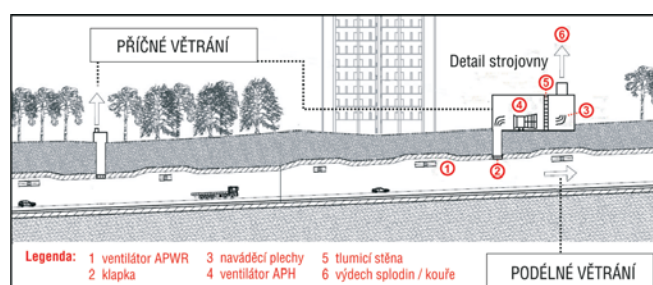 PŘÍČNÉ VĚTRÁNÍ
Detail strojovny
6
5
4
3
1
2
Legenda: 1 ventilátor APWR 3 naváděcí plechy 5 tlumicí stěna
2 klapka 4 ventilátor APH 6 výdech splodin / kouře
PODÉLNÉ VĚTRÁNÍ